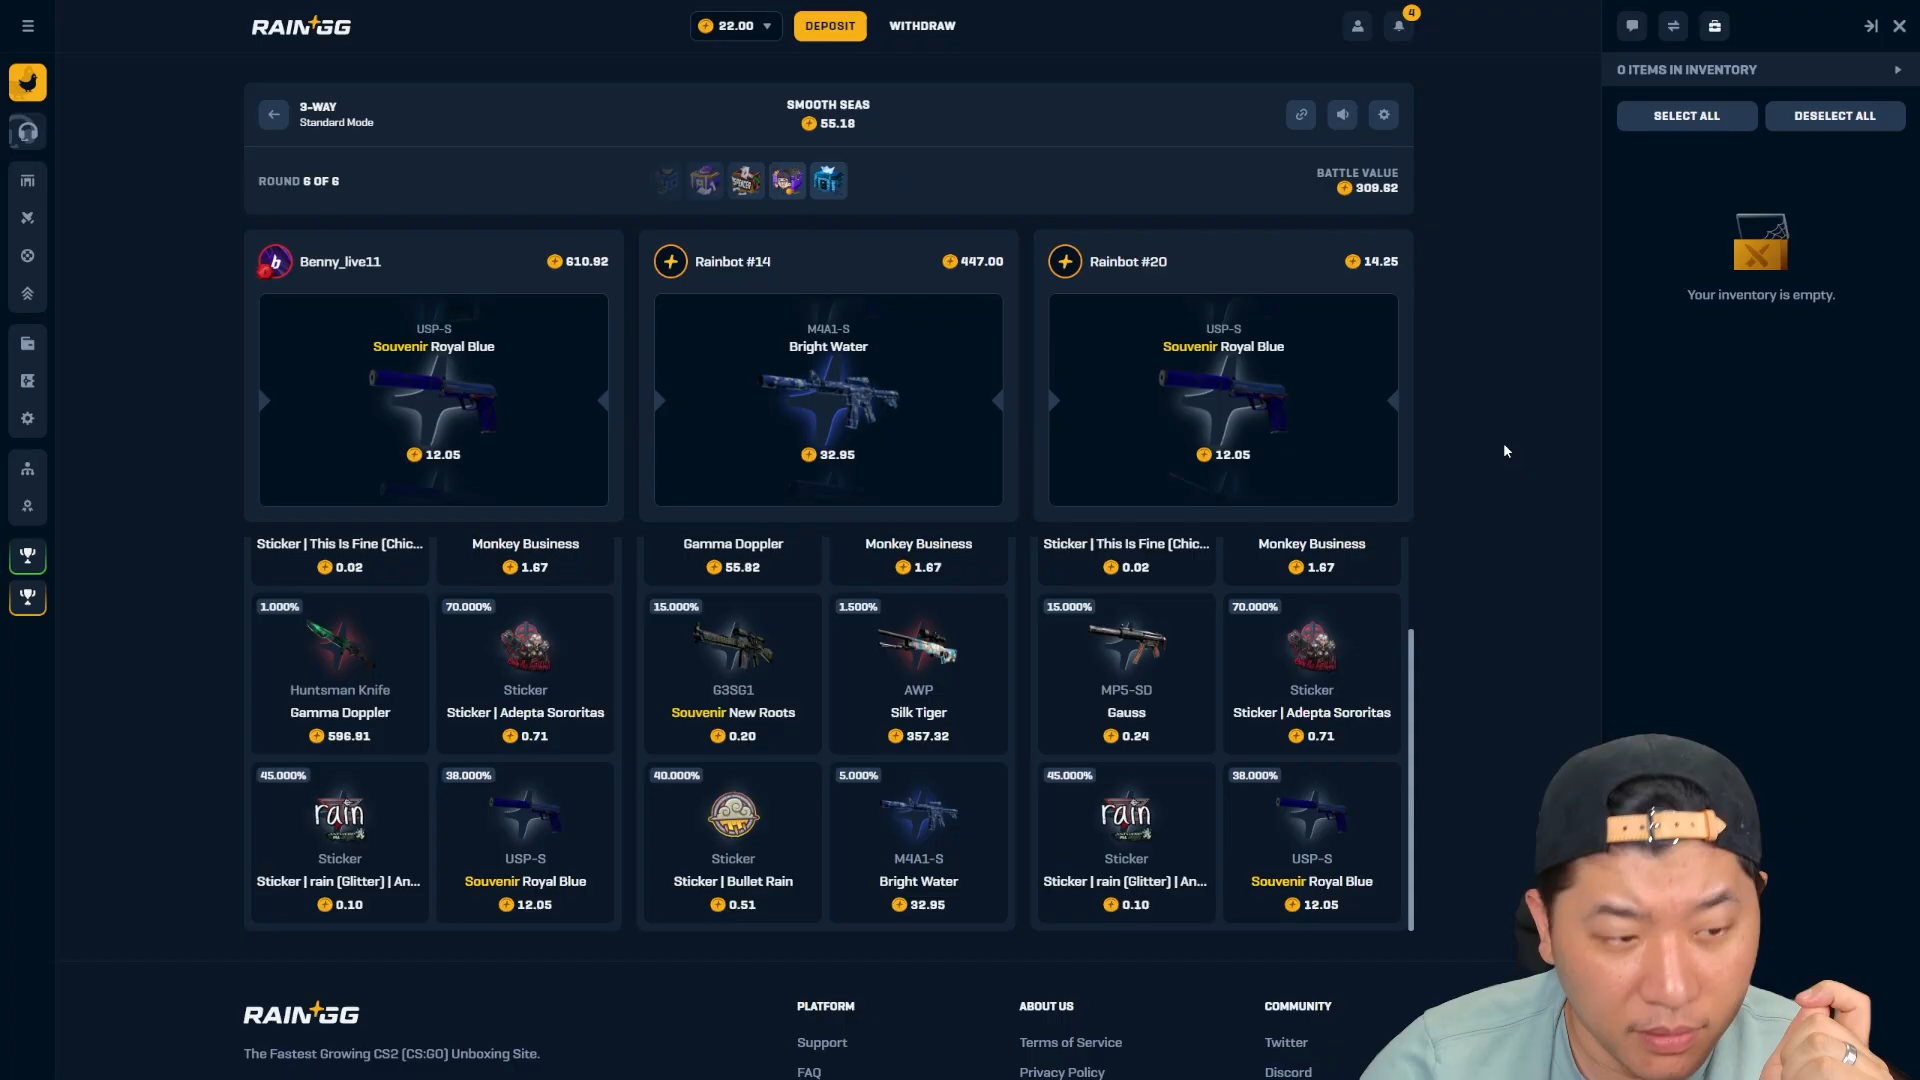 RAIN GG
22.00
DEPOSIT
WITHDRAW
4
0 ITEMS IN INVENTORY
SELECT ALL
DESELECT ALL
Your inventory is empty.
3-WAY
Standard Mode
SMOOTH SEAS
55.18
ROUND 6 OF 6
BATTLE VALUE
309.62
Benny_live11
610.92
Rainbot #14
447.00
Rainbot #20
14.25
USP-S
Souvenir Royal Blue
12.05
M4A1-S
Bright Water
32.95
USP-S
Souvenir Royal Blue
12.05
Sticker | This Is Fine (Chic...
0.02
Monkey Business
1.67
Gamma Doppler
55.82
Monkey Business
1.67
Sticker | This Is Fine (Chic...
0.02
Monkey Business
1.67
1.000%
Huntsman Knife
Gamma Doppler
596.91
70.000%
Sticker
Sticker | Adepta Sororitas
0.71
15.000%
G3SG1
Souvenir New Roots
0.20
1.500%
AWP
Silk Tiger
357.32
15.000%
MP5-SD
Gauss
0.24
70.000%
Sticker
Sticker | Adepta Sororitas
0.71
45.000%
rain
Sticker
Sticker | rain (Glitter) | An...
0.10
38.000%
USP-S
Souvenir Royal Blue
12.05
40.000%
Sticker
Sticker | Bullet Rain
0.51
5.000%
M4A1-S
Bright Water
32.95
45.000%
rain
Sticker
Sticker | rain (Glitter) | An...
0.10
38.000%
USP-S
Souvenir Royal Blue
12.05
RAIN GG
The Fastest Growing CS2 (CS:GO) Unboxing Site.
PLATFORM
Support
FAQ
ABOUT US
Terms of Service
Privacy Policy
COMMUNITY
Twitter
Discord